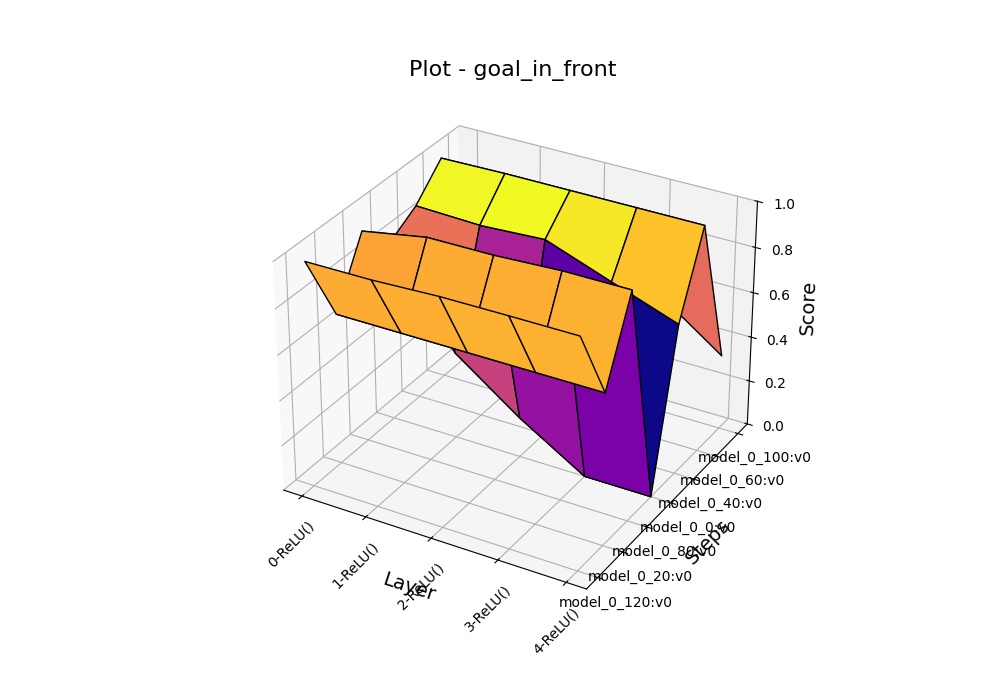 Plot - goal_in_front
1.0
0.8
0.6
0.4
0.2
0.0
Score
model_0_100:v0
model_0_60:v0
model_0_40:v0
model_0_0:v0
model_0_80:v0
model_0_20:v0
model_0_120:v0
Steps
0-ReLU()
1-ReLU()
2-ReLU()
3-ReLU()
4-ReLU()
Layer